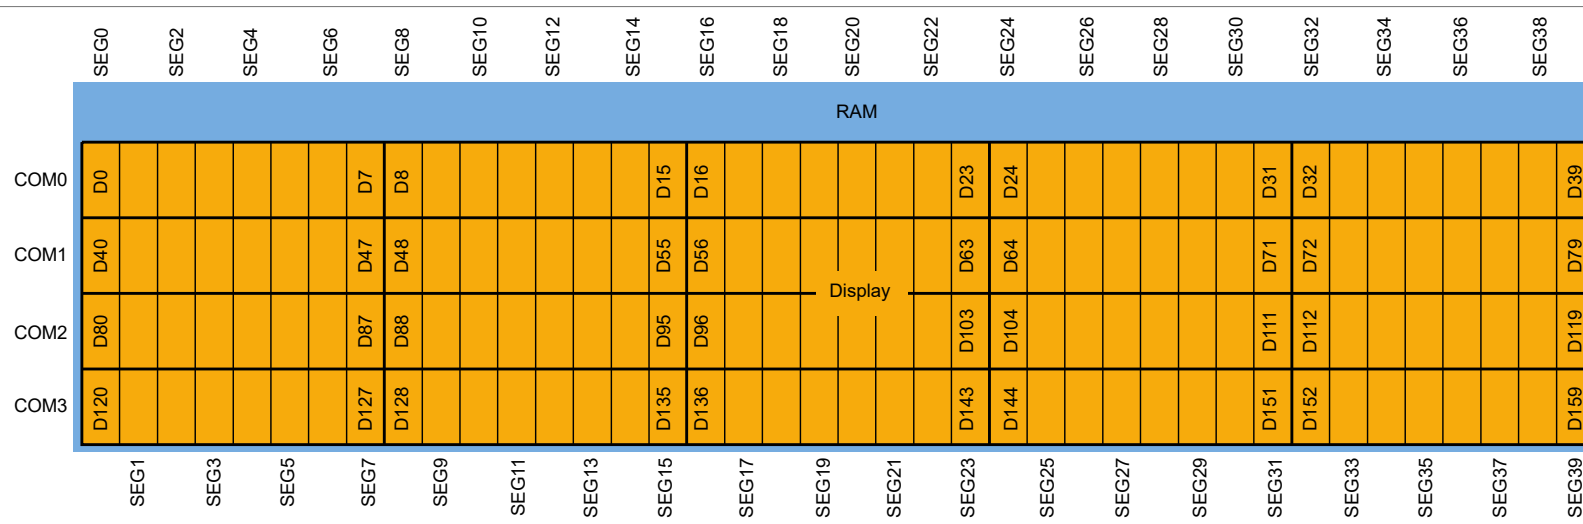 SEG0 SEG2 SEG4 SEG6 SEG8 SEG10 SEG12 SEG14 SEG16 SEG18 SEG20 SEG22 SEG24 SEG26 SEG28 SEG30 SEG32 SEG34 SEG36 SEG38
RAM
COM0 D0 D7 D8 D15 D16 D23 D24 D31 D32 D39
COM1 D40 D47 D48 D55 D56 D63 D64 D71 D72 D79
Display
COM2 D80 D87 D88 D95 D96 D103 D104 D111 D112 D119
COM3 D120 D127 D128 D135 D136 D143 D144 D151 D152 D159
SEG1 SEG3 SEG5 SEG7 SEG9 SEG11 SEG13 SEG15 SEG17 SEG19 SEG21 SEG23 SEG25 SEG27 SEG29 SEG31 SEG33 SEG35 SEG37 SEG39